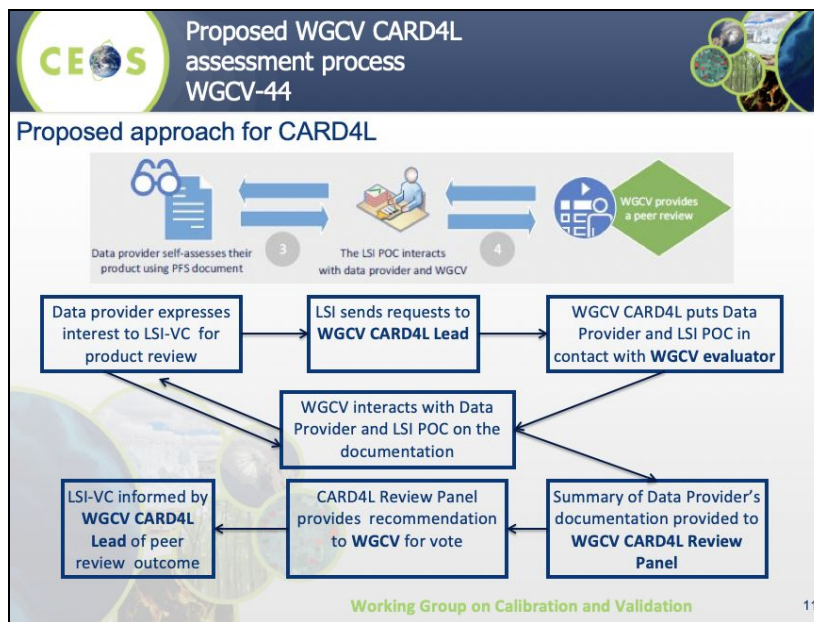 CEOS
Proposed WGCV CARD4L
assessment process
WGCV-44
Proposed approach for CARD4L
Data provider self-assesses their
product using PFS document
3
The LSI POC interacts
with data provider and WGCV
4
WGCV provides
a peer review
Data provider expresses
interest to LSI-VC for
product review
LSI sends requests to
WGCV CARD4L Lead
WGCV CARD4L puts Data
Provider and LSI POC in
contact with WGCV evaluator
WGCV interacts with Data
Provider and LSI POC on the
documentation
LSI-VC informed by
WGCV CARD4L
Lead of peer
review outcome
CARD4L Review Panel
provides recommendation
to WGCV for vote
Summary of Data Provider's
documentation provided to
WGCV CARD4L Review
Panel
Working Group on Calibration and Validation
11